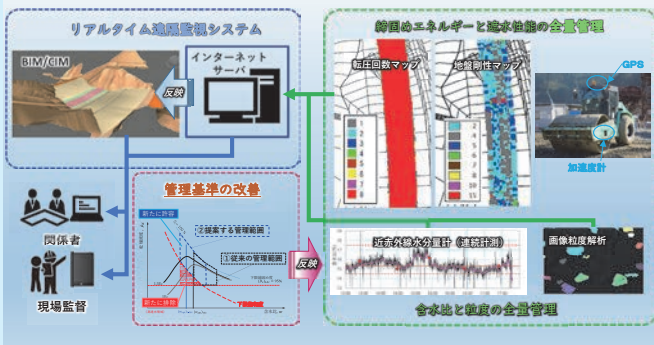 リアルタイム遠隔監視システム
BIM/CIM
反映
インターネット
サーバ
関係者
現場監督
管理基準の改善
新たに許容
②提案する管理範囲
①従来の管理範囲
新たに排除
反映
締固めエネルギーと遮水性能の全量管理
転圧回数マップ
地盤剛性マップ
GPS
加速度計
近赤外線水分量計（連続計測）
画像粒度解析
含水比と粒度の全量管理